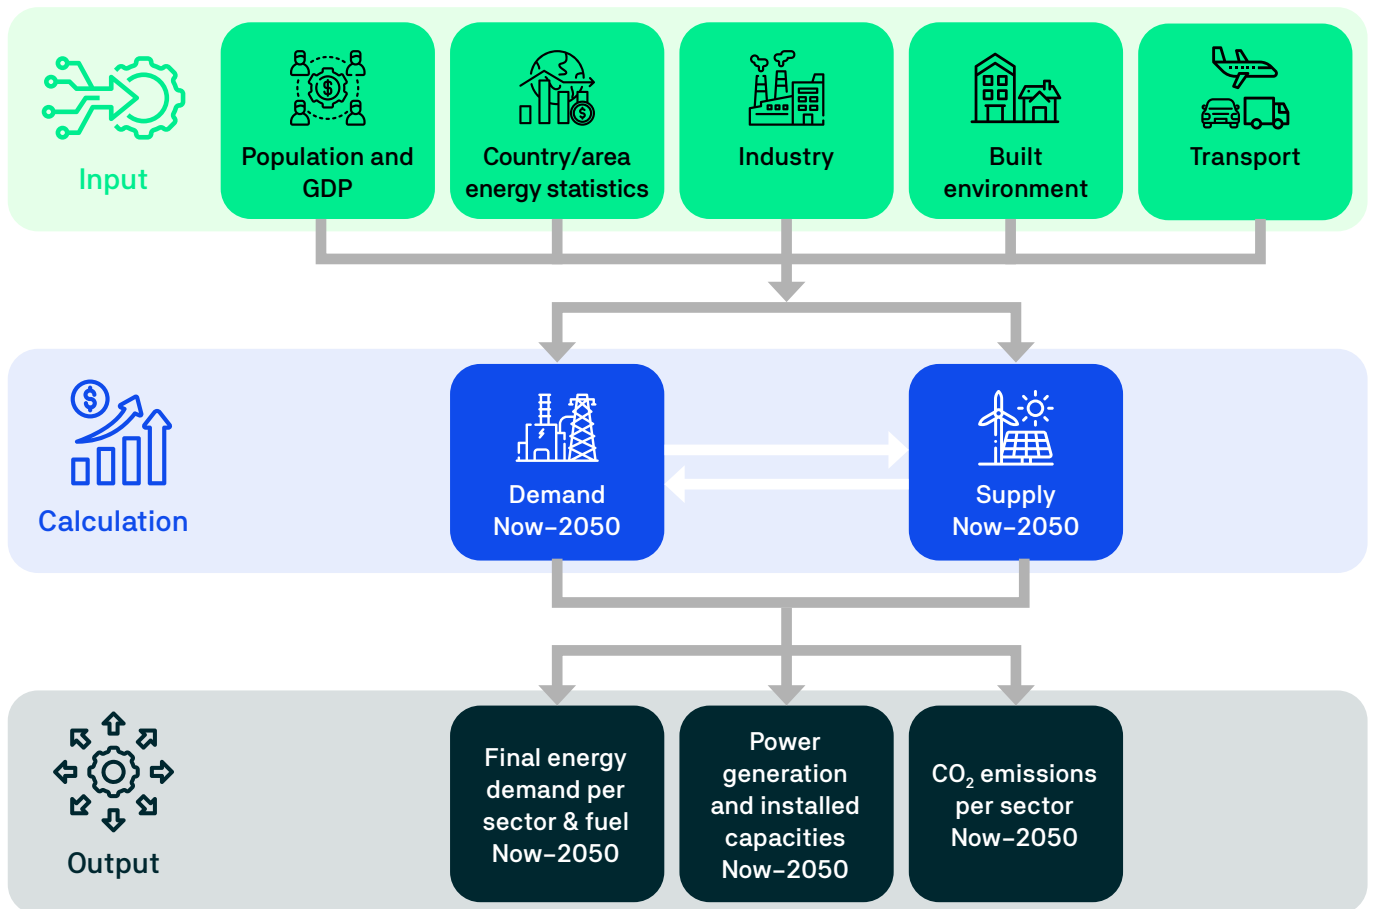 Input
Population and
GDP
Country/area
energy statistics
Industry
Built
environment
Transport
Calculation
Demand
Now–2050
Supply
Now–2050
Output
Final energy
demand per
sector & fuel
Now–2050
Power
generation
and installed
capacities
Now–2050
CO₂ emissions
per sector
Now–2050